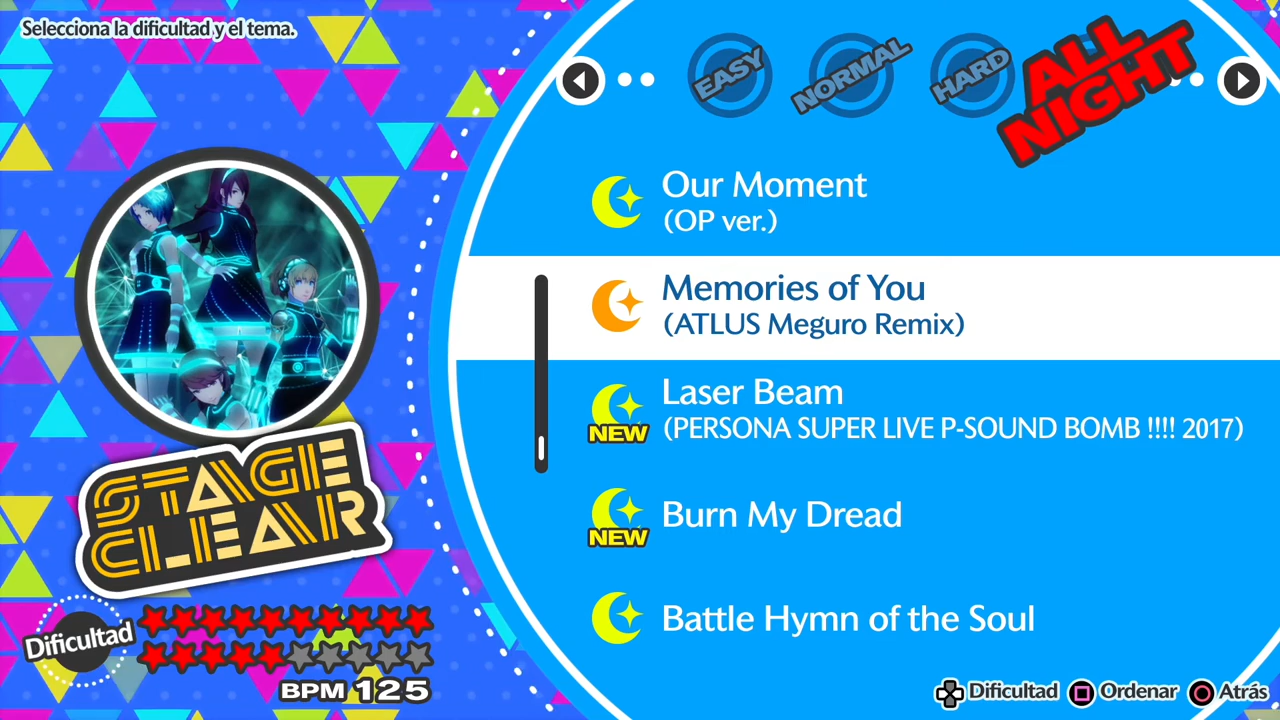 Selecciona la dificultad y el tema.
EASY
NORMAL
HARD
ALL
NIGHT
Our Moment
(OP ver.)
Memories of You
(ATLUS Meguro Remix)
Laser Beam
NEW
(PERSONA SUPER LIVE P-SOUND BOMB !!!! 2017)
Burn My Dread
NEW
Battle Hymn of the Soul
STAGE
CLEAR
Dificultad
BPM 125
Dificultad
Ordenar
Atrás